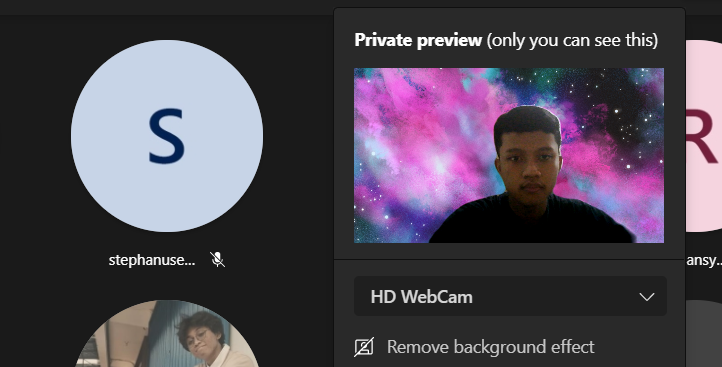 Private preview (only you can see this)
S
R
stephanuse...
ansy...
HD WebCam
Remove background effect